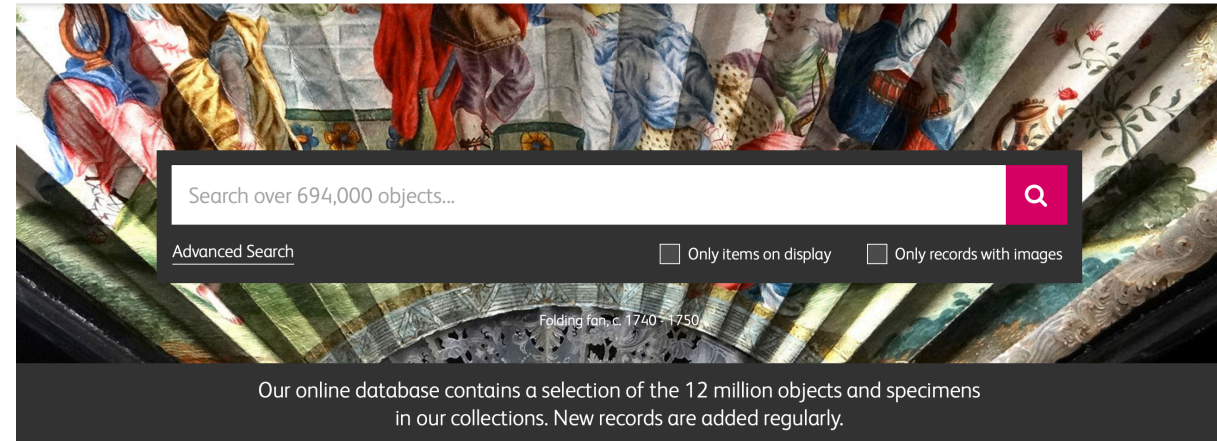 Search over 694,000 objects...
Advanced Search
Only items on display
Only records with images
Folding fan, c. 1740 - 1750
Our online database contains a selection of the 12 million objects and specimens
in our collections. New records are added regularly.